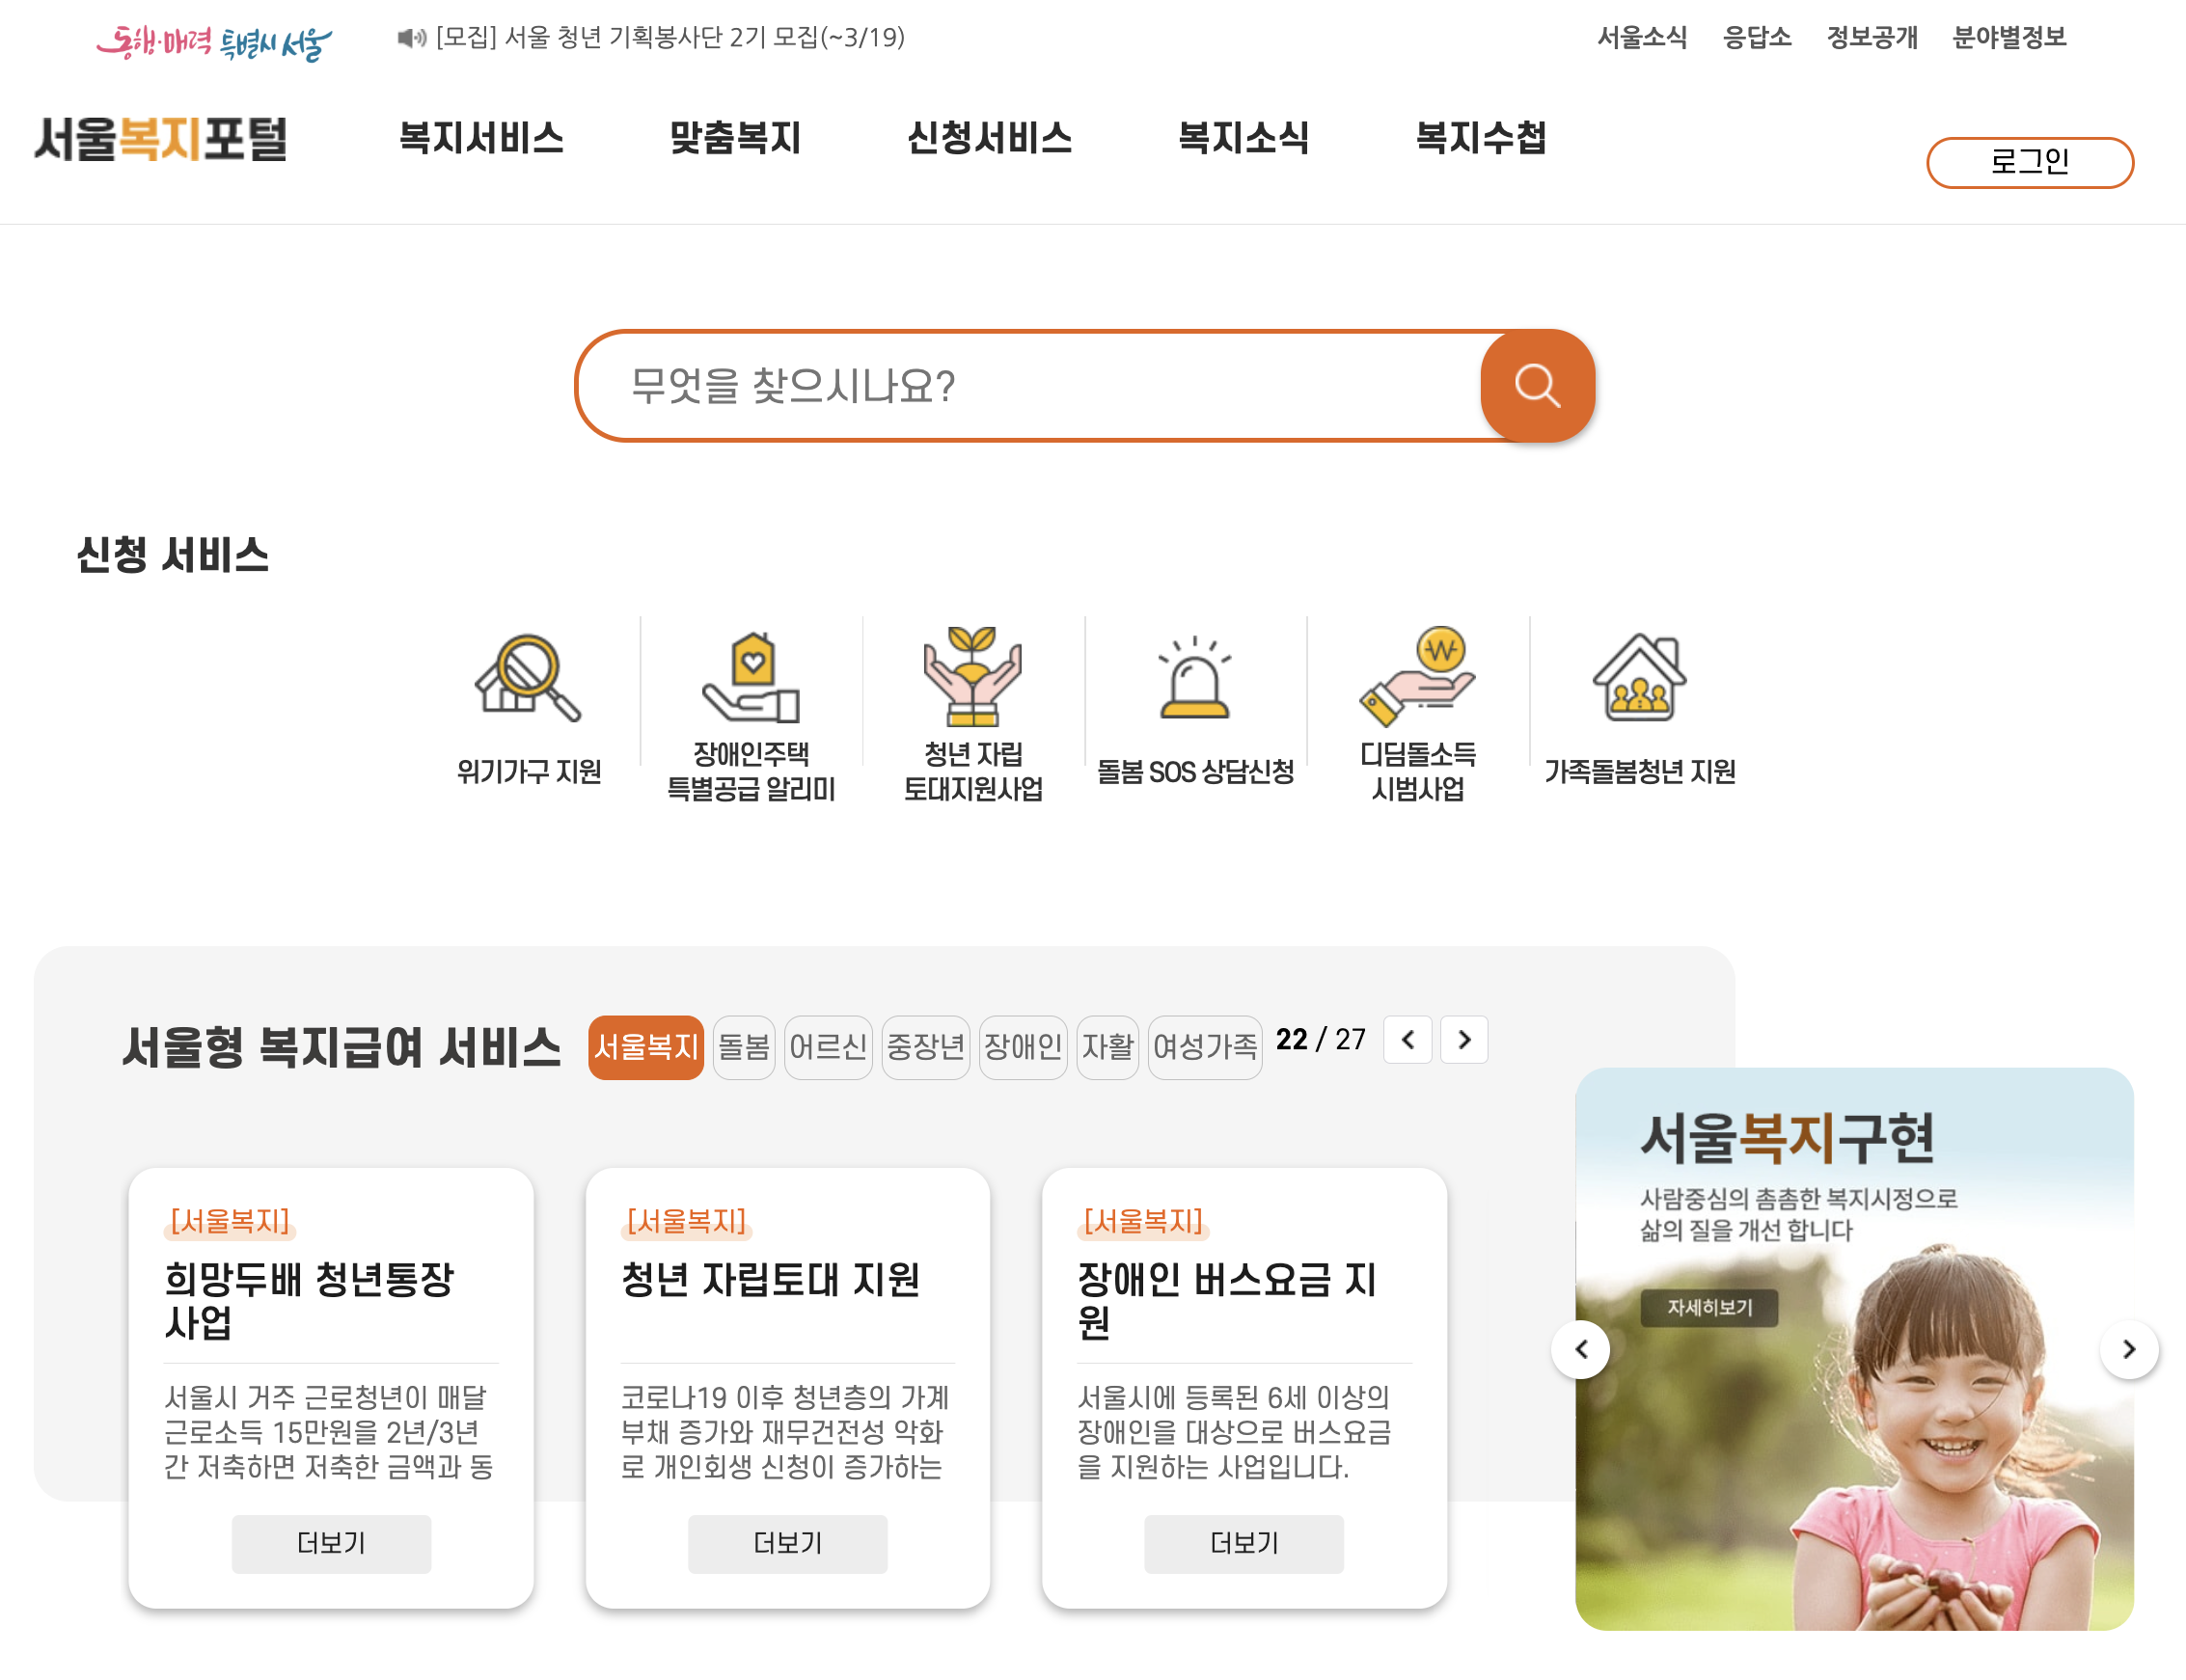 동행·매력 특별시 서울
[모집] 서울 청년 기획봉사단 2기 모집(~3/19)
서울소식 응답소 정보공개 분야별정보
서울복지포털
복지서비스 맞춤복지 신청서비스 복지소식 복지수첩
로그인
무엇을 찾으시나요?
신청 서비스
위기가구 지원
장애인주택
특별공급 알리미
청년 자립
토대지원사업
돌봄 SOS 상담신청
디딤돌소득
시범사업
가족돌봄청년 지원
서울형 복지급여 서비스
서울복지 돌봄 어르신 중장년 장애인 자활 여성가족 22 / 27
[서울복지]
희망두배 청년통장
사업
서울시 거주 근로청년이 매달
근로소득 15만원을 2년/3년
간 저축하면 저축한 금액과 동
더보기
[서울복지]
청년 자립토대 지원
코로나19 이후 청년층의 가계
부채 증가와 재무건전성 악화
로 개인회생 신청이 증가하는
더보기
[서울복지]
장애인 버스요금 지
원
서울시에 등록된 6세 이상의
장애인을 대상으로 버스요금
을 지원하는 사업입니다.
더보기
서울복지구현
사람중심의 촘촘한 복지시정으로
삶의 질을 개선 합니다
자세히보기